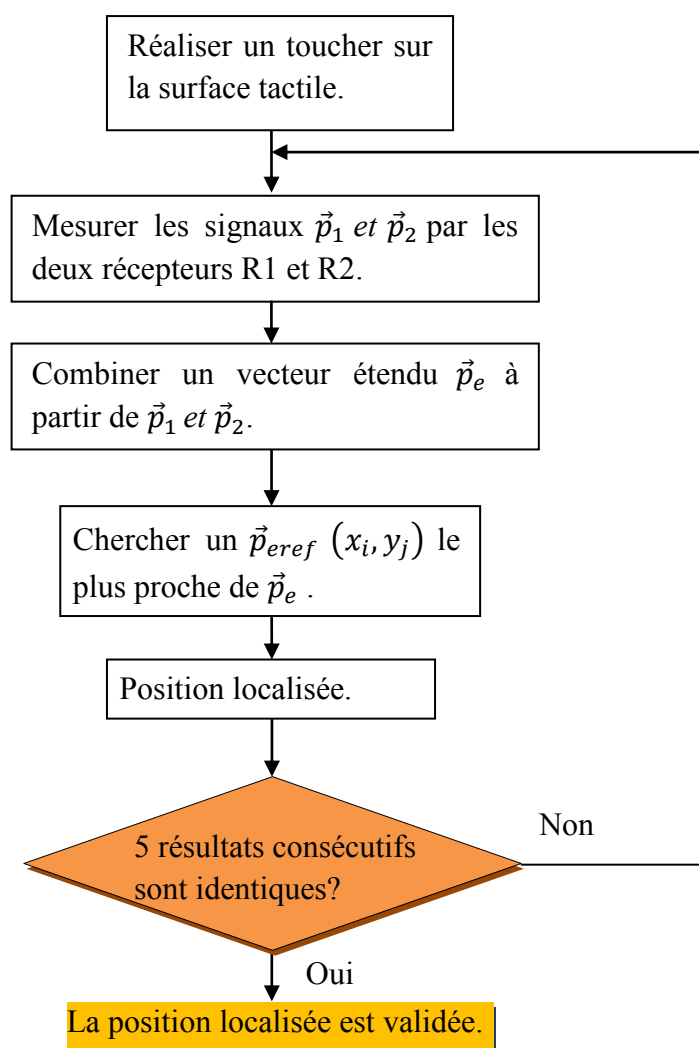 Réaliser un toucher sur
la surface tactile.
Mesurer les signaux p⃗₁ et p⃗₂ par les
deux récepteurs R1 et R2.
Combiner un vecteur étendu p⃗ₑ à
partir de p⃗₁ et p⃗₂.
Chercher un p⃗ₑᵣₑf (xᵢ, yⱼ) le
plus proche de p⃗ₑ .
Position localisée.
5 résultats consécutifs
sont identiques?
Non
Oui
La position localisée est validée.